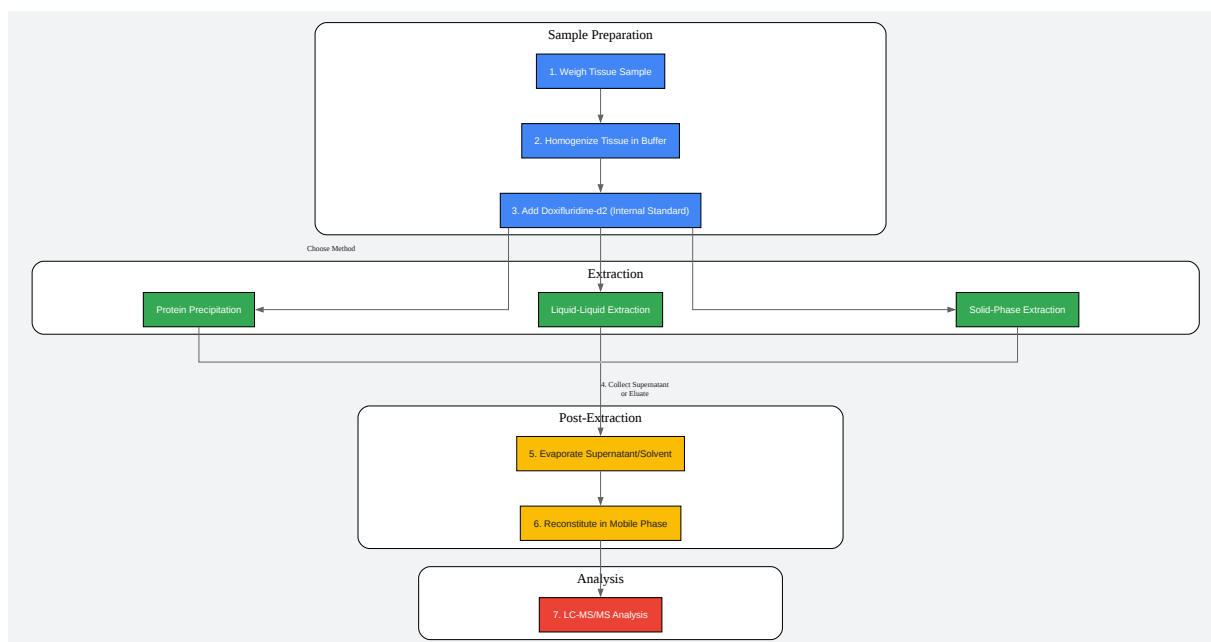 Sample Preparation
1. Weigh Tissue Sample
2. Homogenize Tissue in Buffer
3. Add Doxifluridine-d2 (Internal Standard)
Choose Method
Extraction
Protein Precipitation
Liquid-Liquid Extraction
Solid-Phase Extraction
4. Collect Supernatant
or Eluate
Post-Extraction
5. Evaporate Supernatant/Solvent
6. Reconstitute in Mobile Phase
Analysis
7. LC-MS/MS Analysis